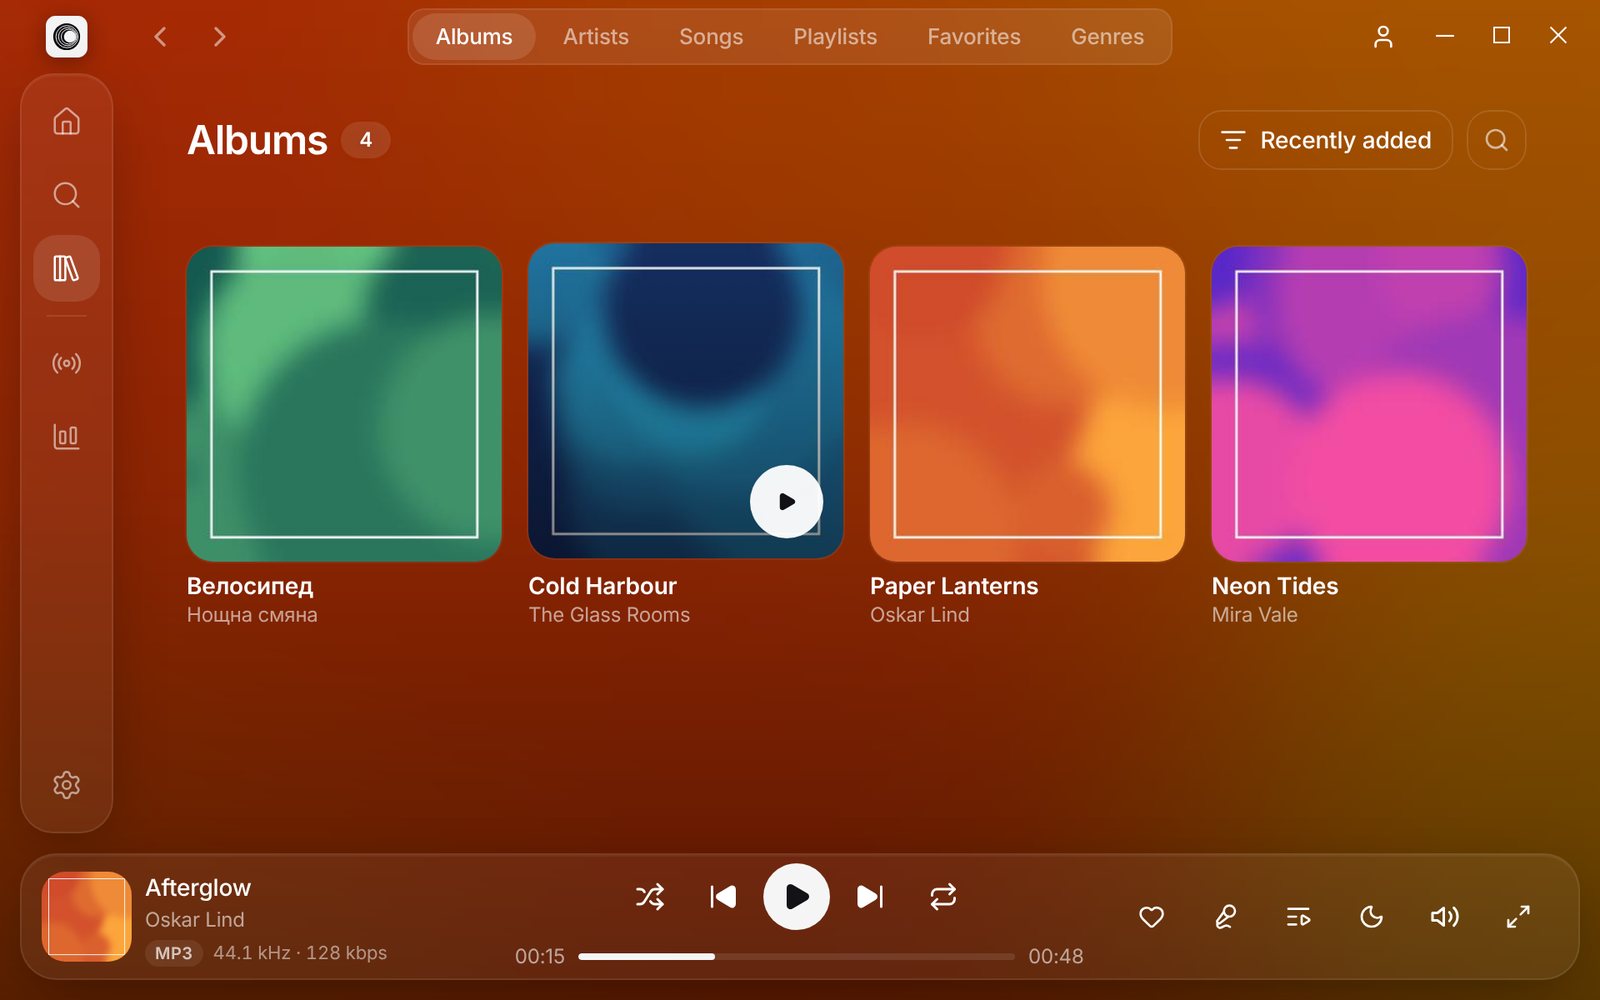 Albums Artists Songs Playlists Favorites Genres
Albums 4
Recently added
Велосипед
Нощна смяна
Cold Harbour
The Glass Rooms
Paper Lanterns
Oskar Lind
Neon Tides
Mira Vale
Afterglow
Oskar Lind
MP3 44.1 kHz · 128 kbps
00:15
00:48